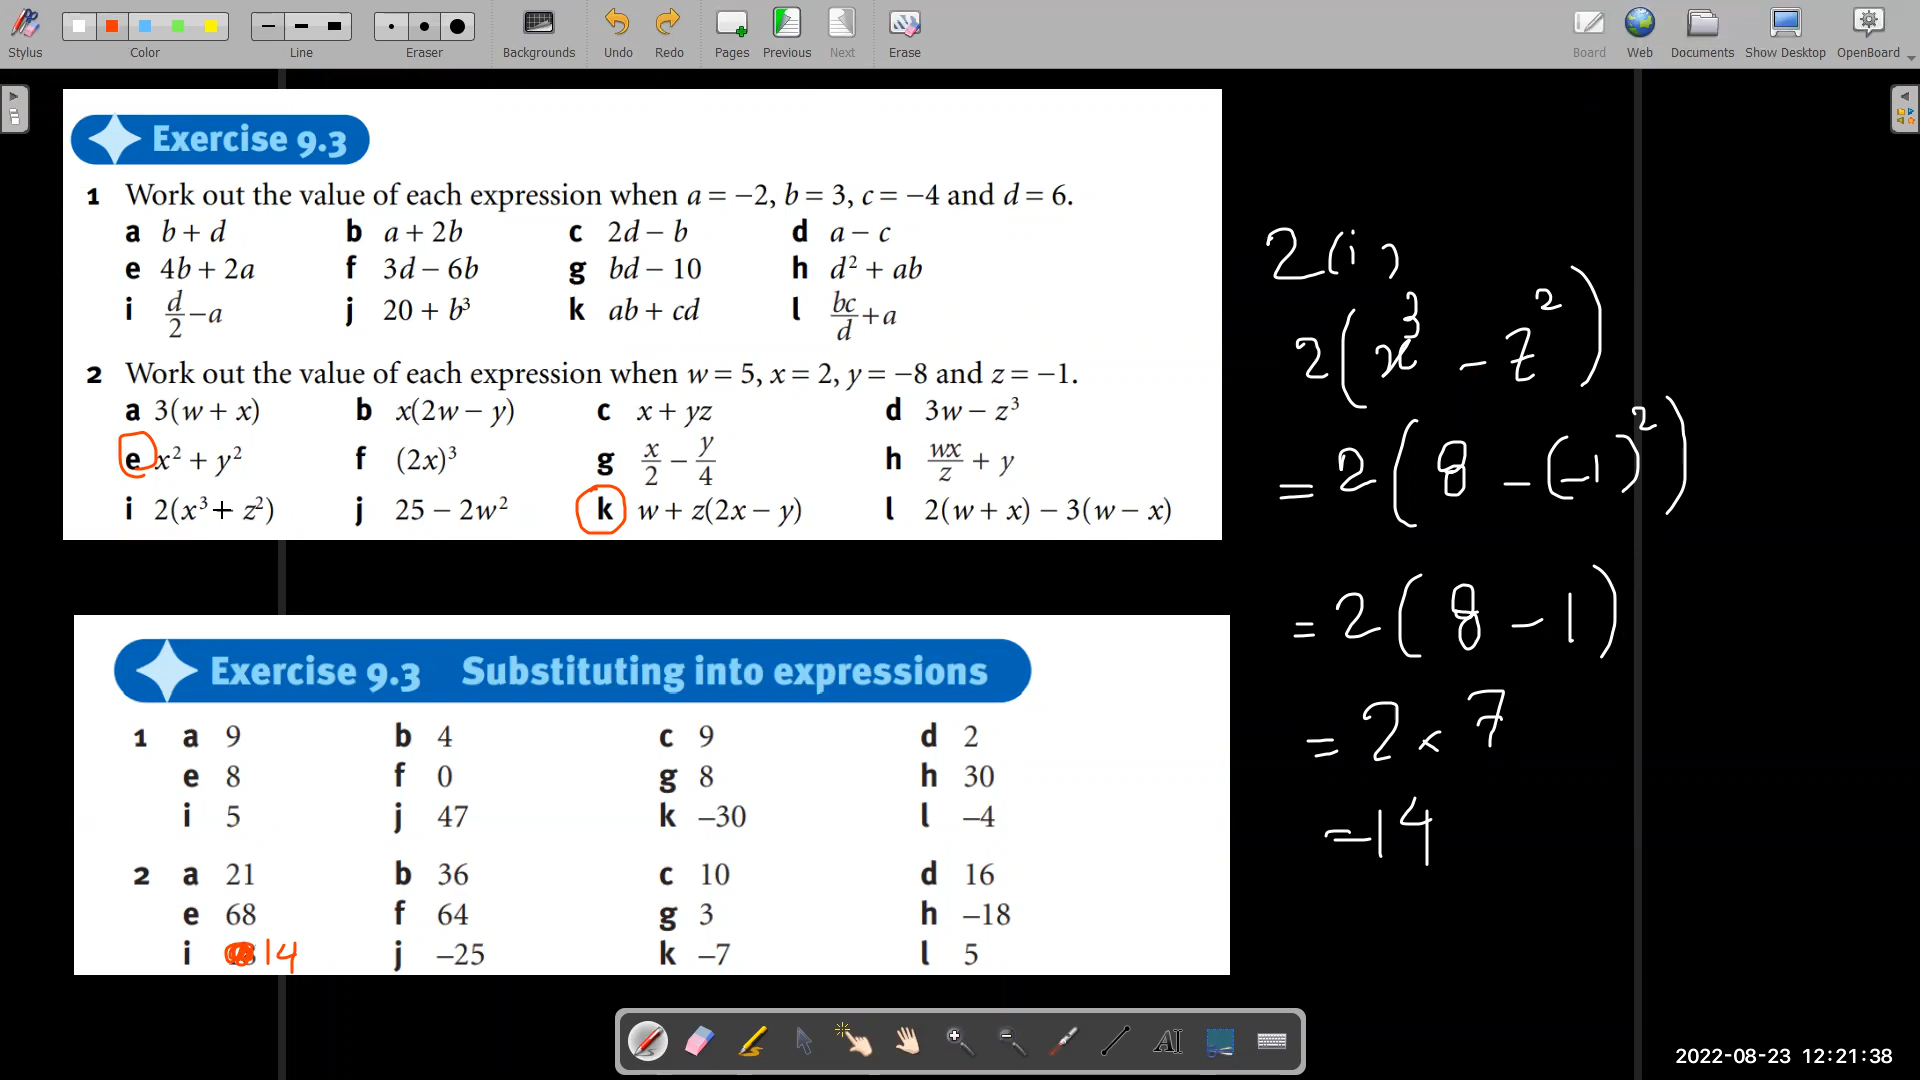 Stylus Color Line Eraser Backgrounds Undo Redo Pages Previous Next Erase Board Web Documents Show Desktop OpenBoard
Exercise 9.3
1 Work out the value of each expression when a = −2, b = 3, c = −4 and d = 6.
a b + d b a + 2b c 2d − b d a − c
e 4b + 2a f 3d − 6b g bd − 10 h d² + ab
i d/2 − a j 20 + b³ k ab + cd l bc/d + a
2 Work out the value of each expression when w = 5, x = 2, y = −8 and z = −1.
a 3(w + x) b x(2w − y) c x + yz d 3w − z³
e x² + y² f (2x)³ g x/2 − y/4 h wx/z + y
i 2(x³ + z²) j 25 − 2w² k w + z(2x − y) l 2(w + x) − 3(w − x)
Exercise 9.3 Substituting into expressions
1 a 9 b 4 c 9 d 2
e 8 f 0 g 8 h 30
i 5 j 47 k –30 l –4
2 a 21 b 36 c 10 d 16
e 68 f 64 g 3 h –18
i 14 j –25 k –7 l 5
2(i)
2(x³ − z²)
= 2(8 − (−1)²)
= 2(8 − 1)
= 2 × 7
= 14
2022-08-23 12:21:38